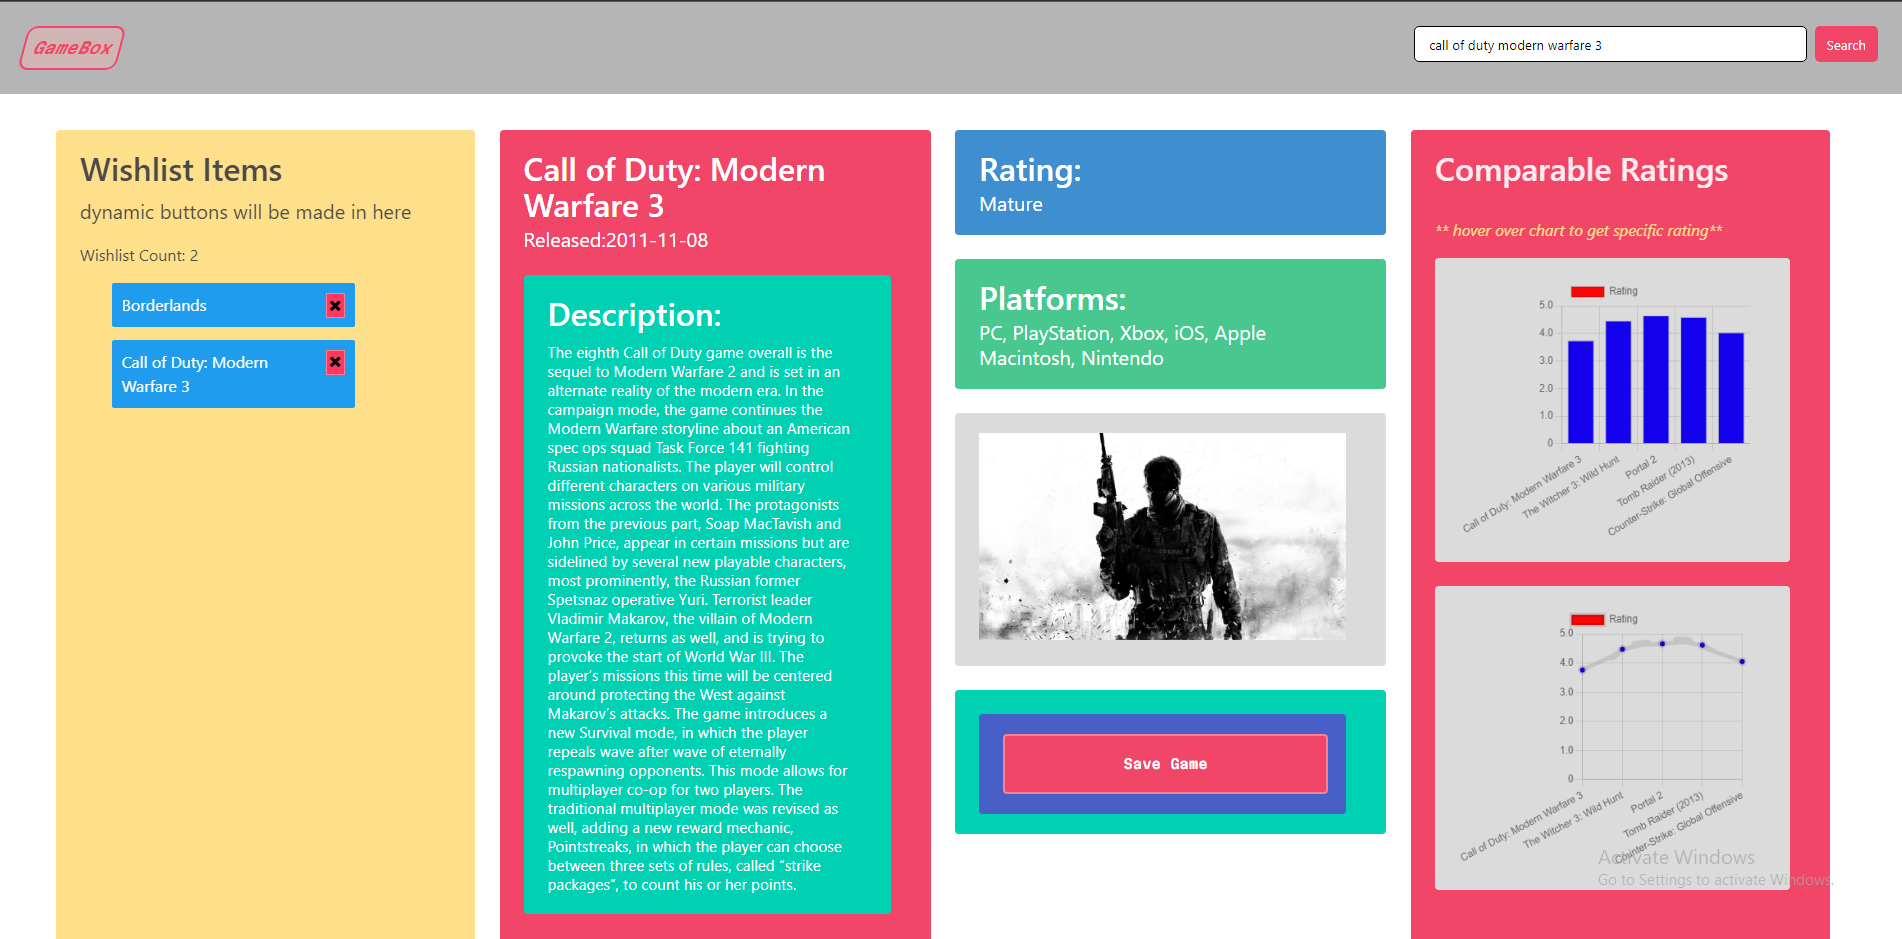 GameBox
call of duty modern warfare 3
Search
Wishlist Items
dynamic buttons will be made in here
Wishlist Count: 2
Borderlands
Call of Duty: Modern
Warfare 3
Call of Duty: Modern
Warfare 3
Released:2011-11-08
Description:
The eighth Call of Duty game overall is the
sequel to Modern Warfare 2 and is set in an
alternate reality of the modern era. In the
campaign mode, the game continues the
Modern Warfare storyline about an American
spec ops squad Task Force 141 fighting
Russian nationalists. The player will control
different characters on various military
missions across the world. The protagonists
from the previous part, Soap MacTavish and
John Price, appear in certain missions but are
sidelined by several new playable characters,
most prominently, the Russian former
Spetsnaz operative Yuri. Terrorist leader
Vladimir Makarov, the villain of Modern
Warfare 2, returns as well, and is trying to
provoke the start of World War III. The
player’s missions this time will be centered
around protecting the West against
Makarov’s attacks. The game introduces a
new Survival mode, in which the player
repeals wave after wave of eternally
respawning opponents. This mode allows for
multiplayer co-op for two players. The
traditional multiplayer mode was revised as
well, adding a new reward mechanic,
Pointstreaks, in which the player can choose
between three sets of rules, called “strike
packages”, to count his or her points.
Rating:
Mature
Platforms:
PC, PlayStation, Xbox, iOS, Apple
Macintosh, Nintendo
Save Game
Comparable Ratings
** hover over chart to get specific rating**
Rating
5.0
4.0
3.0
2.0
1.0
0
Call of Duty: Modern Warfare 3
The Witcher 3: Wild Hunt
Portal 2
Tomb Raider (2013)
Counter-Strike: Global Offensive
Rating
5.0
4.0
3.0
2.0
1.0
0
Call of Duty: Modern Warfare 3
The Witcher 3: Wild Hunt
Portal 2
Tomb Raider (2013)
Counter-Strike: Global Offensive
Activate Windows
Go to Settings to activate Windows.